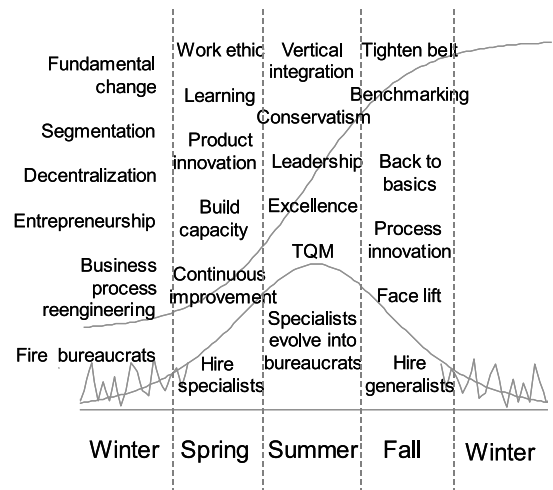 Fundamental
change
Segmentation
Decentralization
Entrepreneurship
Business
process
reengineering
Fire bureaucrats
Work ethic
Learning
Product
innovation
Build
capacity
Continuous
improvement
Hire
specialists
Vertical
integration
Conservatism
Leadership
Excellence
TQM
Specialists
evolve into
bureaucrats
Tighten belt
Benchmarking
Back to
basics
Process
innovation
Face lift
Hire
generalists
Winter
Spring
Summer
Fall
Winter